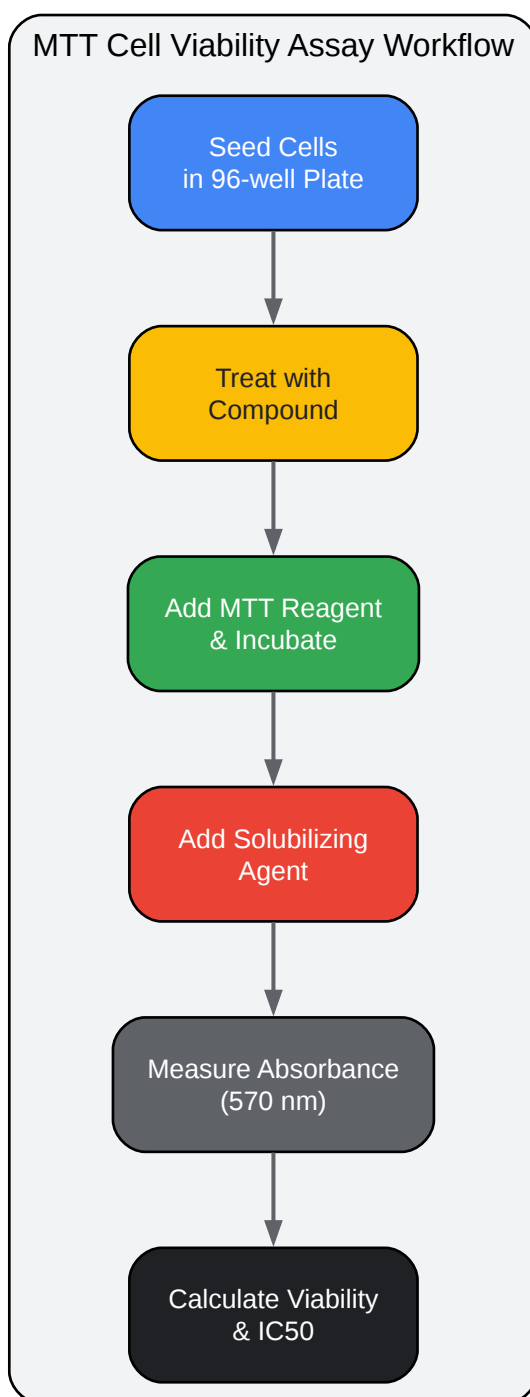 MTT Cell Viability Assay Workflow
Seed Cells
in 96-well Plate
Treat with
Compound
Add MTT Reagent
& Incubate
Add Solubilizing
Agent
Measure Absorbance
(570 nm)
Calculate Viability
& IC50